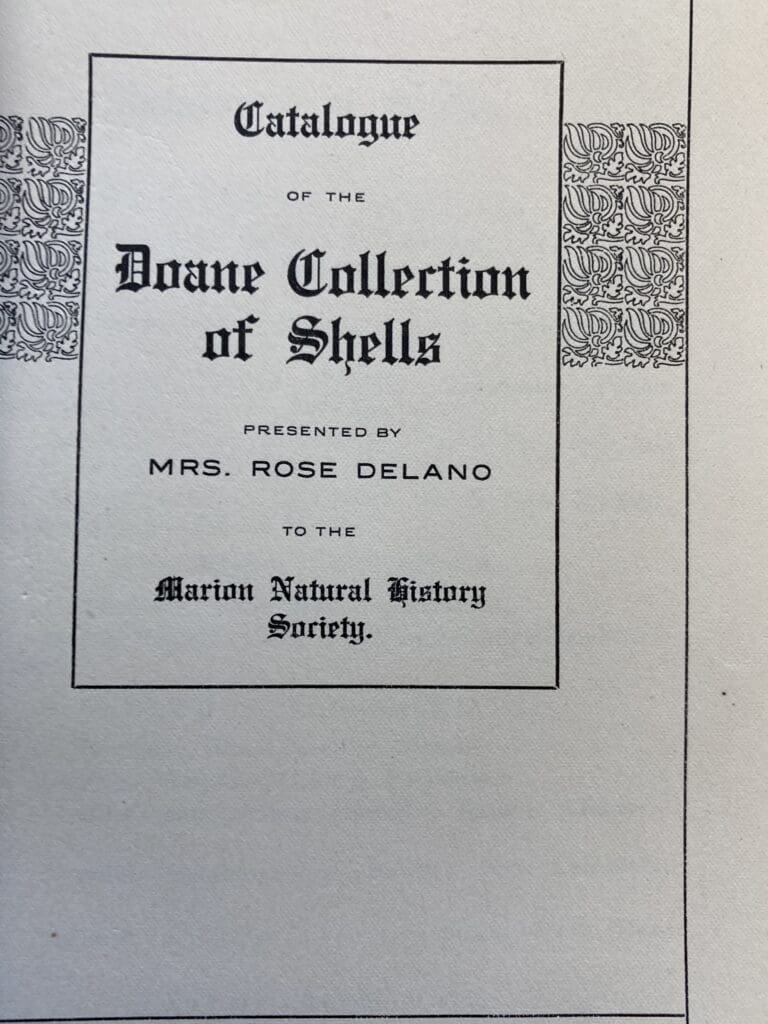 Catalogue
OF THE
Doane Collection
of Shells
PRESENTED BY
MRS. ROSE DELANO
TO THE
Marion Natural History
Society.